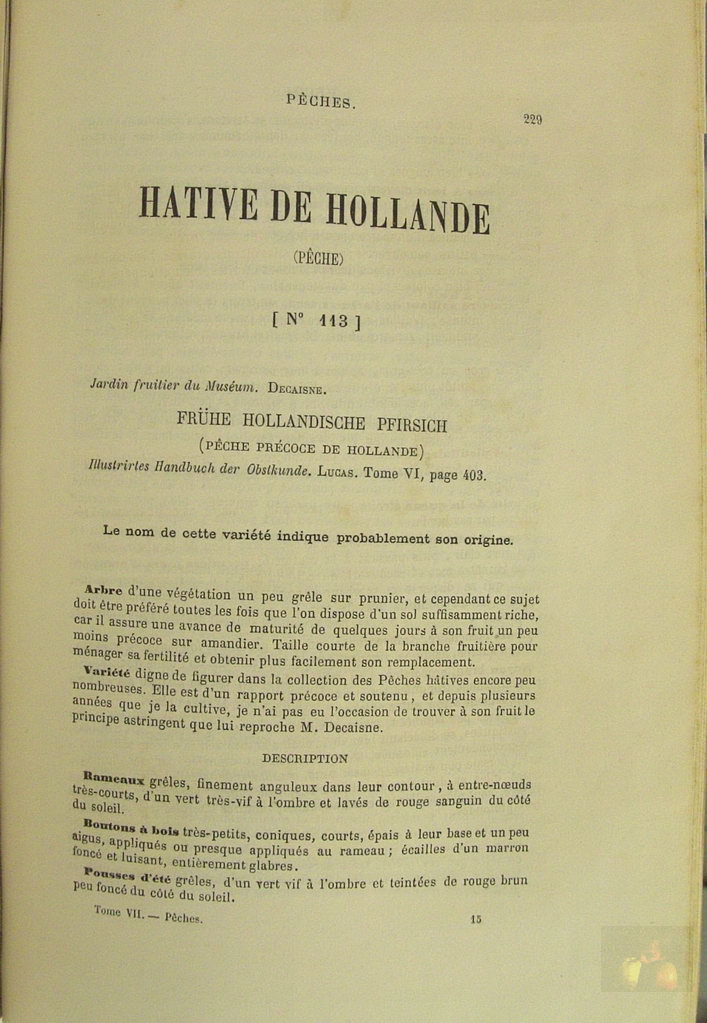 PÊCHES.
229
HATIVE DE HOLLANDE
(PÊCHE)
[ N° 113 ]
Jardin fruitier du Muséum. DECAISNE.
FRÜHE HOLLANDISCHE PFIRSICH
(PÊCHE PRÉCOCE DE HOLLANDE)
Illustrirtes Handbuch der Obstkunde. LUCAS. Tome VI, page 403.
Le nom de cette variété indique probablement son origine.
Arbre d'une végétation un peu grêle sur prunier, et cependant ce sujet
doit être préféré toutes les fois que l'on dispose d'un sol suffisamment riche,
car il assure une avance de maturité de quelques jours à son fruit un peu
moins précoce sur amandier. Taille courte de la branche fruitière pour
ménager sa fertilité et obtenir plus facilement son remplacement.
Variété digne de figurer dans la collection des Pêches hâtives encore peu
nombreuses. Elle est d'un rapport précoce et soutenu, et depuis plusieurs
années que je la cultive, je n'ai pas eu l'occasion de trouver à son fruit le
principe astringent que lui reproche M. Decaisne.
DESCRIPTION
Rameaux grêles, finement anguleux dans leur contour, à entre-nœuds
très-courts, d'un vert très-vif à l'ombre et lavés de rouge sanguin du côté
du soleil.
Boutons à bois très-petits, coniques, courts, épais à leur base et un peu
aigus, appliqués ou presque appliqués au rameau; écailles d'un marron
foncé et luisant, entièrement glabres.
Pousses d'été grêles, d'un vert vif à l'ombre et teintées de rouge brun
peu foncé du côté du soleil.
Tome VII. — Pêches.
15